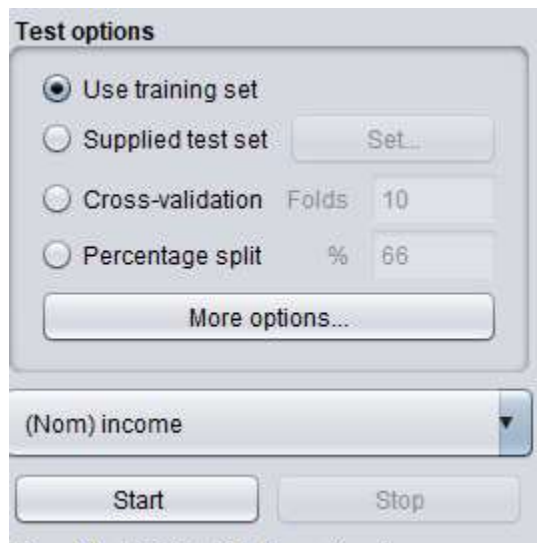 Test options
Use training set
Supplied test set Set...
Cross-validation Folds 10
Percentage split % 66
More options...
(Nom) income
Start Stop